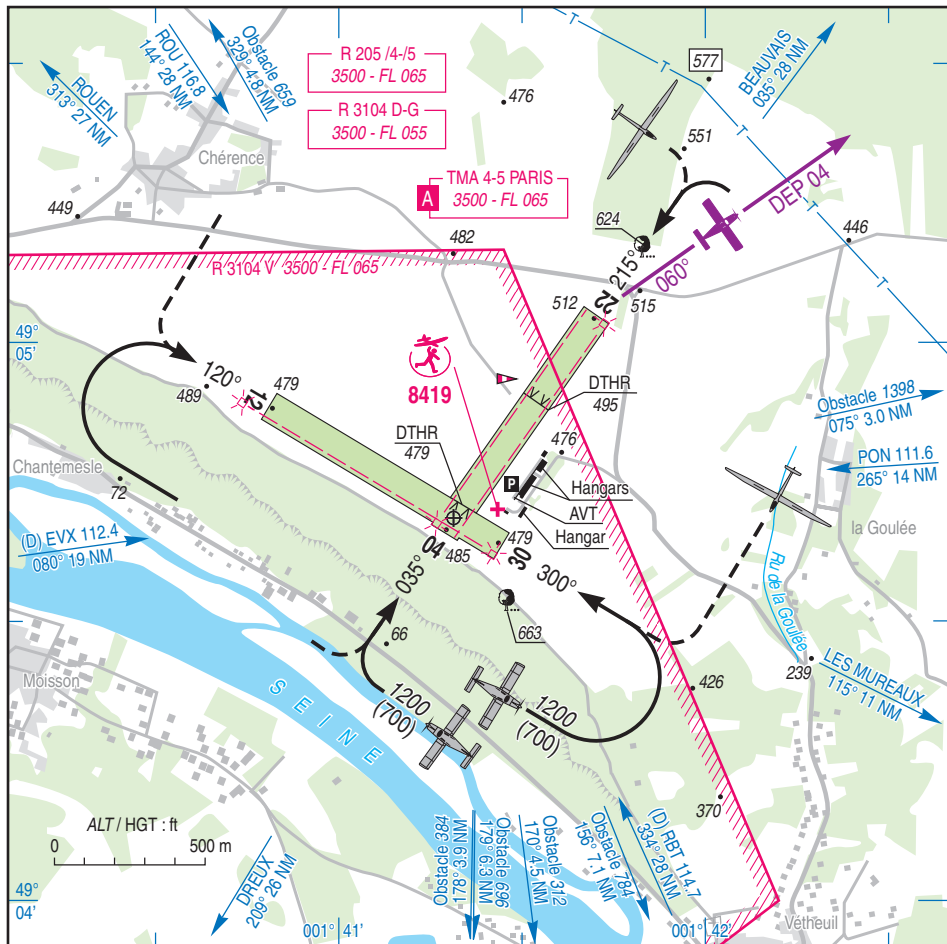 ROU 116.8
144° 28 NM
Obstacle 659
329° 4.8 NM
ROUEN
313° 27 NM
R 205 /4-/5
3500 - FL 065
R 3104 D-G
3500 - FL 055
A
TMA 4-5 PARIS
3500 - FL 065
577
BEAUVAIS
035° 28 NM
T
T
T
T
476
551
Chérence
449
624
DEP 04
060°
446
482
R 3104 V 3500 - FL 065
215°
22
515
512
49°
05'
120°
12
479
489
8419
DTHR
495
DTHR
479
476
P
Hangars
AVT
Hangar
Obstacle 1398
075° 3.0 NM
PON 111.6
265° 14 NM
la Goulée
Chantemesle
72
(D) EVX 112.4
080° 19 NM
04
035°
485
479
30
300°
Ru de la Goulée
663
66
239
LES MUREAUX
115° 11 NM
Moisson
SEINE
1200
(700)
1200
(700)
426
370
ALT / HGT : ft
0
500 m
DREUX
209° 26 NM
Obstacle 384
178° 3.9 NM
Obstacle 696
179° 6.3 NM
Obstacle 312
170° 4.5 NM
Obstacle 784
156° 7.1 NM
(D) RBT 114.7
334° 28 NM
49°
04'
001° 41'
001° 42'
Vétheuil